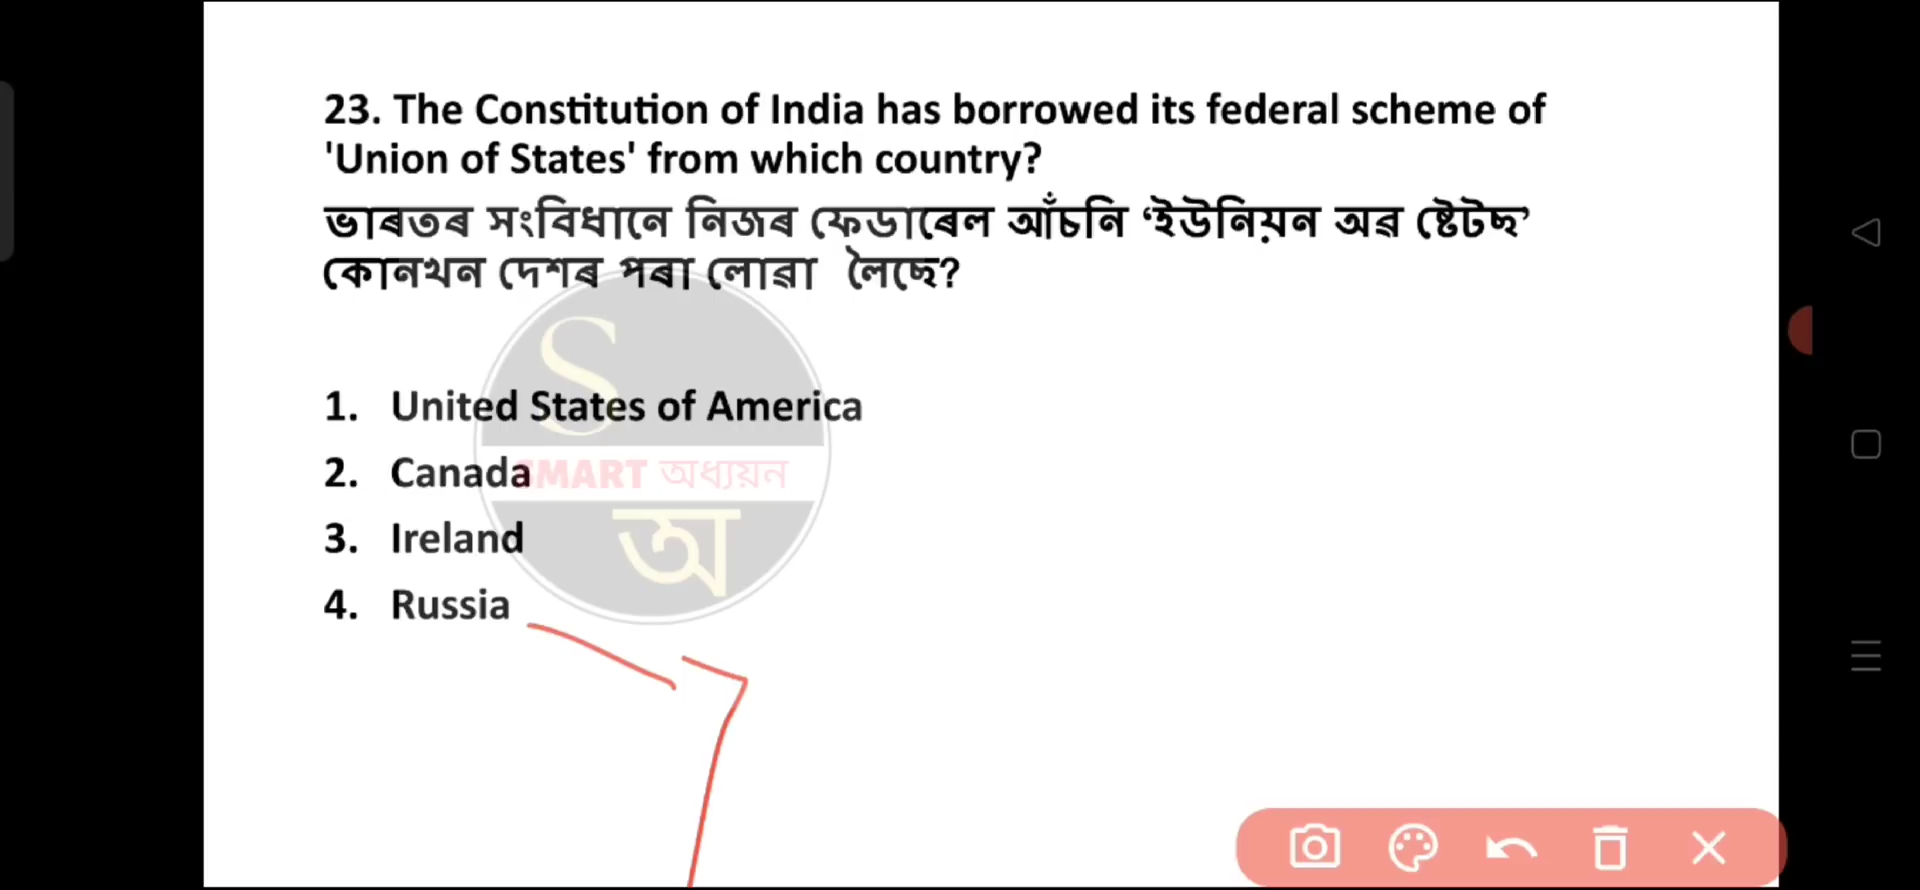 23. The Constitution of India has borrowed its federal scheme of
'Union of States' from which country?
ভাৰতৰ সংবিধানে নিজৰ ফেডাৰেল আঁচনি ‘ইউনিয়ন অৱ ষ্টেটছ’
কোনখন দেশৰ পৰা লোৱা লৈছে?
1. United States of America
2. Canada
3. Ireland
4. Russia
S
SMART অধ্যয়ন
অ